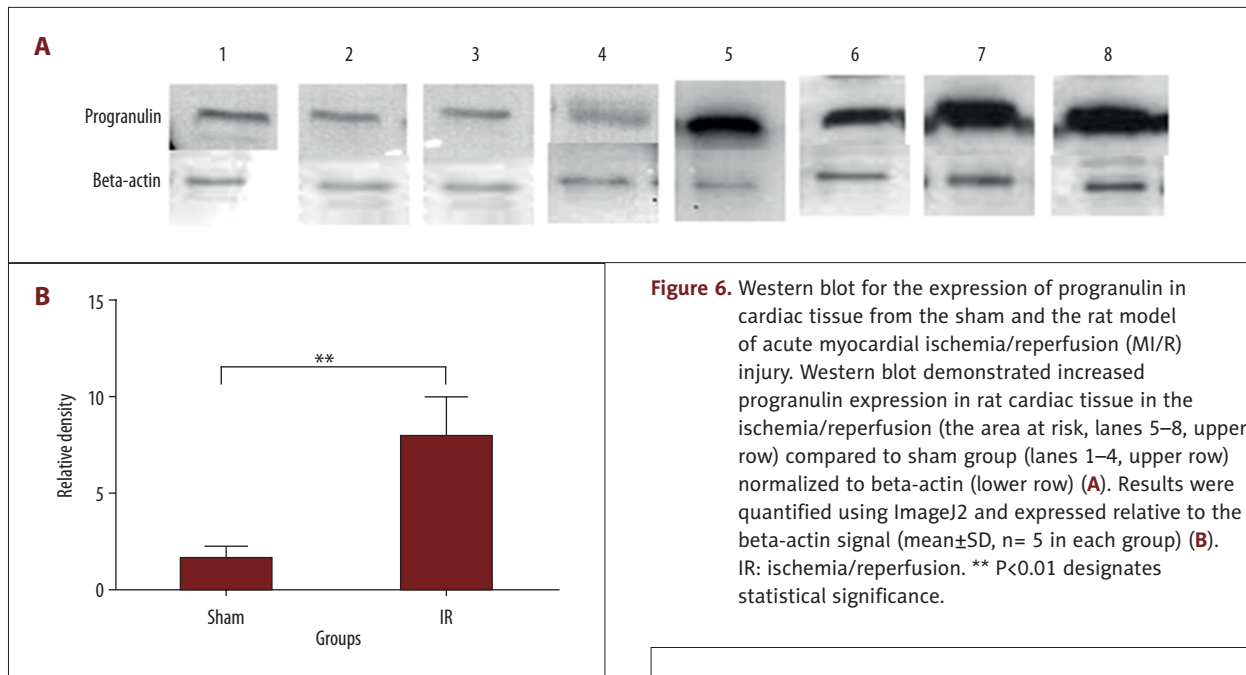 A
1 2 3 4 5 6 7 8
Progranulin
Beta-actin
B
15
10
5
0
Relative density
**
Sham IR
Groups
Figure 6. Western blot for the expression of progranulin in
cardiac tissue from the sham and the rat model
of acute myocardial ischemia/reperfusion (MI/R)
injury. Western blot demonstrated increased
progranulin expression in rat cardiac tissue in the
ischemia/reperfusion (the area at risk, lanes 5–8, upper
row) compared to sham group (lanes 1–4, upper row)
normalized to beta-actin (lower row) (A). Results were
quantified using ImageJ2 and expressed relative to the
beta-actin signal (mean±SD, n= 5 in each group) (B).
IR: ischemia/reperfusion. ** P<0.01 designates
statistical significance.